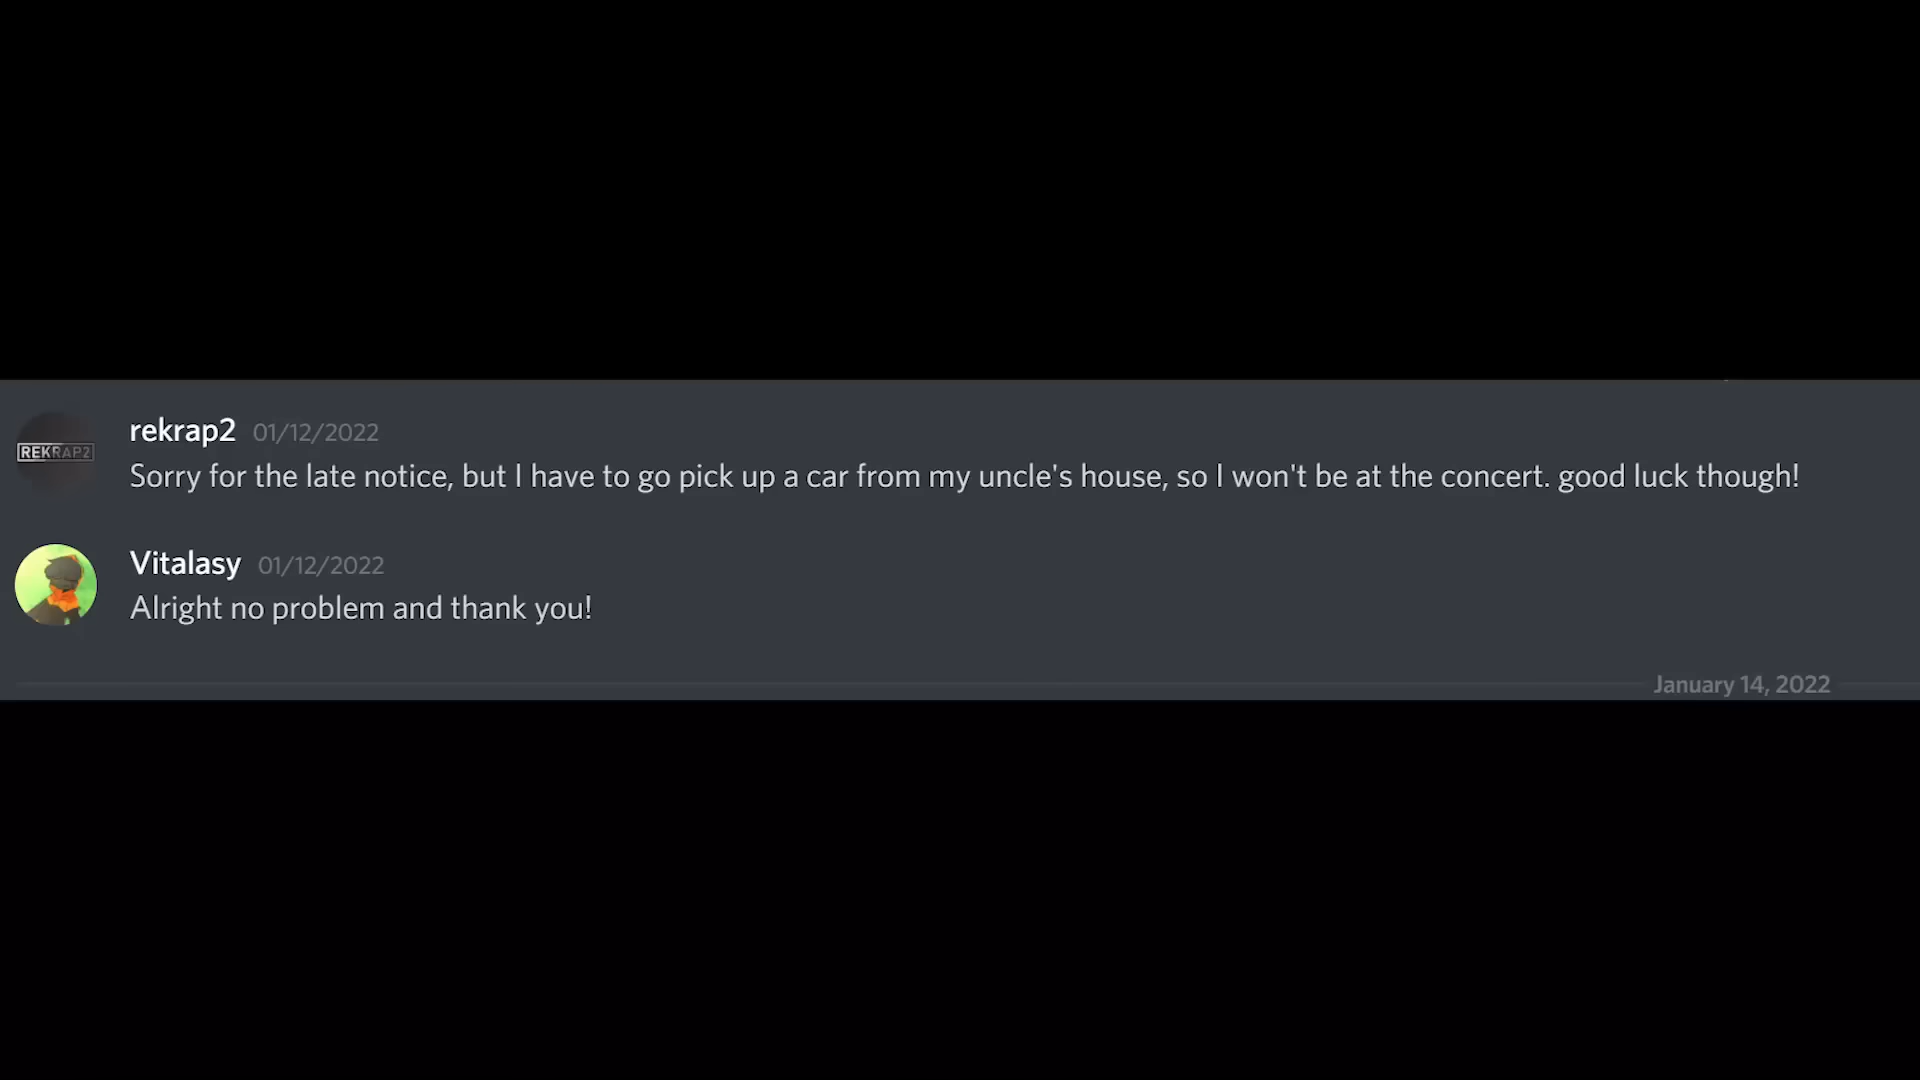 REKRAP2
rekrap2 01/12/2022
Sorry for the late notice, but I have to go pick up a car from my uncle's house, so I won't be at the concert. good luck though!
Vitalasy 01/12/2022
Alright no problem and thank you!
January 14, 2022